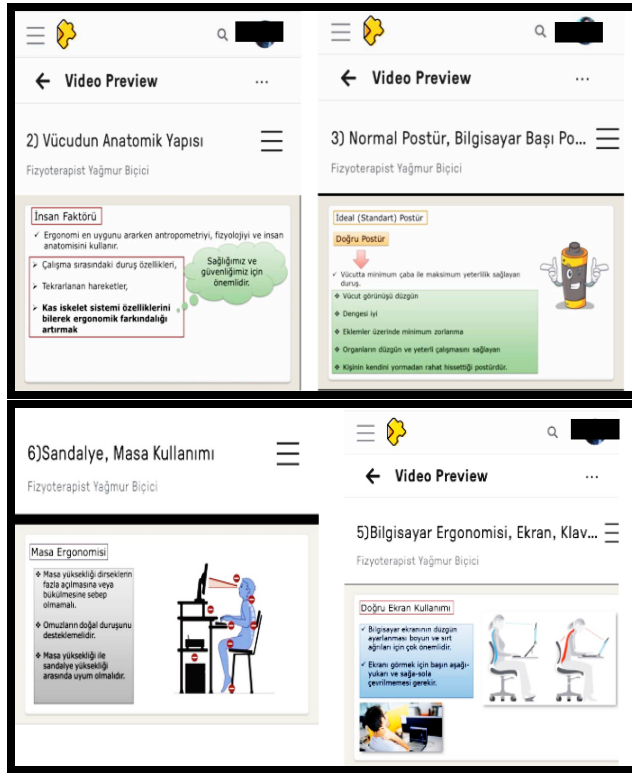 Video Preview
...
2) Vücudun Anatomik Yapısı
Fizyoterapist Yağmur Biçici
İnsan Faktörü
✓ Ergonomi en uygunu ararken antropometriyi, fizyolojiyi ve insan
anatomisini kullanır.
➢ Çalışma sırasındaki duruş özellikleri,
➢ Tekrarlanan hareketler,
➢ Kas iskelet sistemi özelliklerini
bilerek ergonomik farkındalığı
artırmak
Sağlığımız ve
güvenliğimiz için
önemlidir.
Video Preview
...
3) Normal Postür, Bilgisayar Başı Po...
Fizyoterapist Yağmur Biçici
İdeal (Standart) Postür
Doğru Postür
✓ Vücutta minimum çaba ile maksimum yeterlilik sağlayan
duruş.
❖ Vücut görünüşü düzgün
❖ Dengesi iyi
❖ Eklemler üzerinde minimum zorlanma
❖ Organların düzgün ve yeterli çalışmasını sağlayan
❖ Kişinin kendini yormadan rahat hissettiği postürdür.
6)Sandalye, Masa Kullanımı
Fizyoterapist Yağmur Biçici
Masa Ergonomisi
❖ Masa yüksekliği dirseklerin
fazla açılmasına veya
bükülmesine sebep
olmamalı.
❖ Omuzların doğal duruşunu
desteklemelidir.
❖ Masa yüksekliği ile
sandalye yüksekliği
arasında uyum olmalıdır.
Video Preview
...
5)Bilgisayar Ergonomisi, Ekran, Klav...
Fizyoterapist Yağmur Biçici
Doğru Ekran Kullanımı
✓ Bilgisayar ekranının düzgün
ayarlanması boyun ve sırt
ağrıları için çok önemlidir.
✓ Ekranı görmek için başın aşağı-
yukarı ve sağa-sola
çevrilmemesi gerekir.